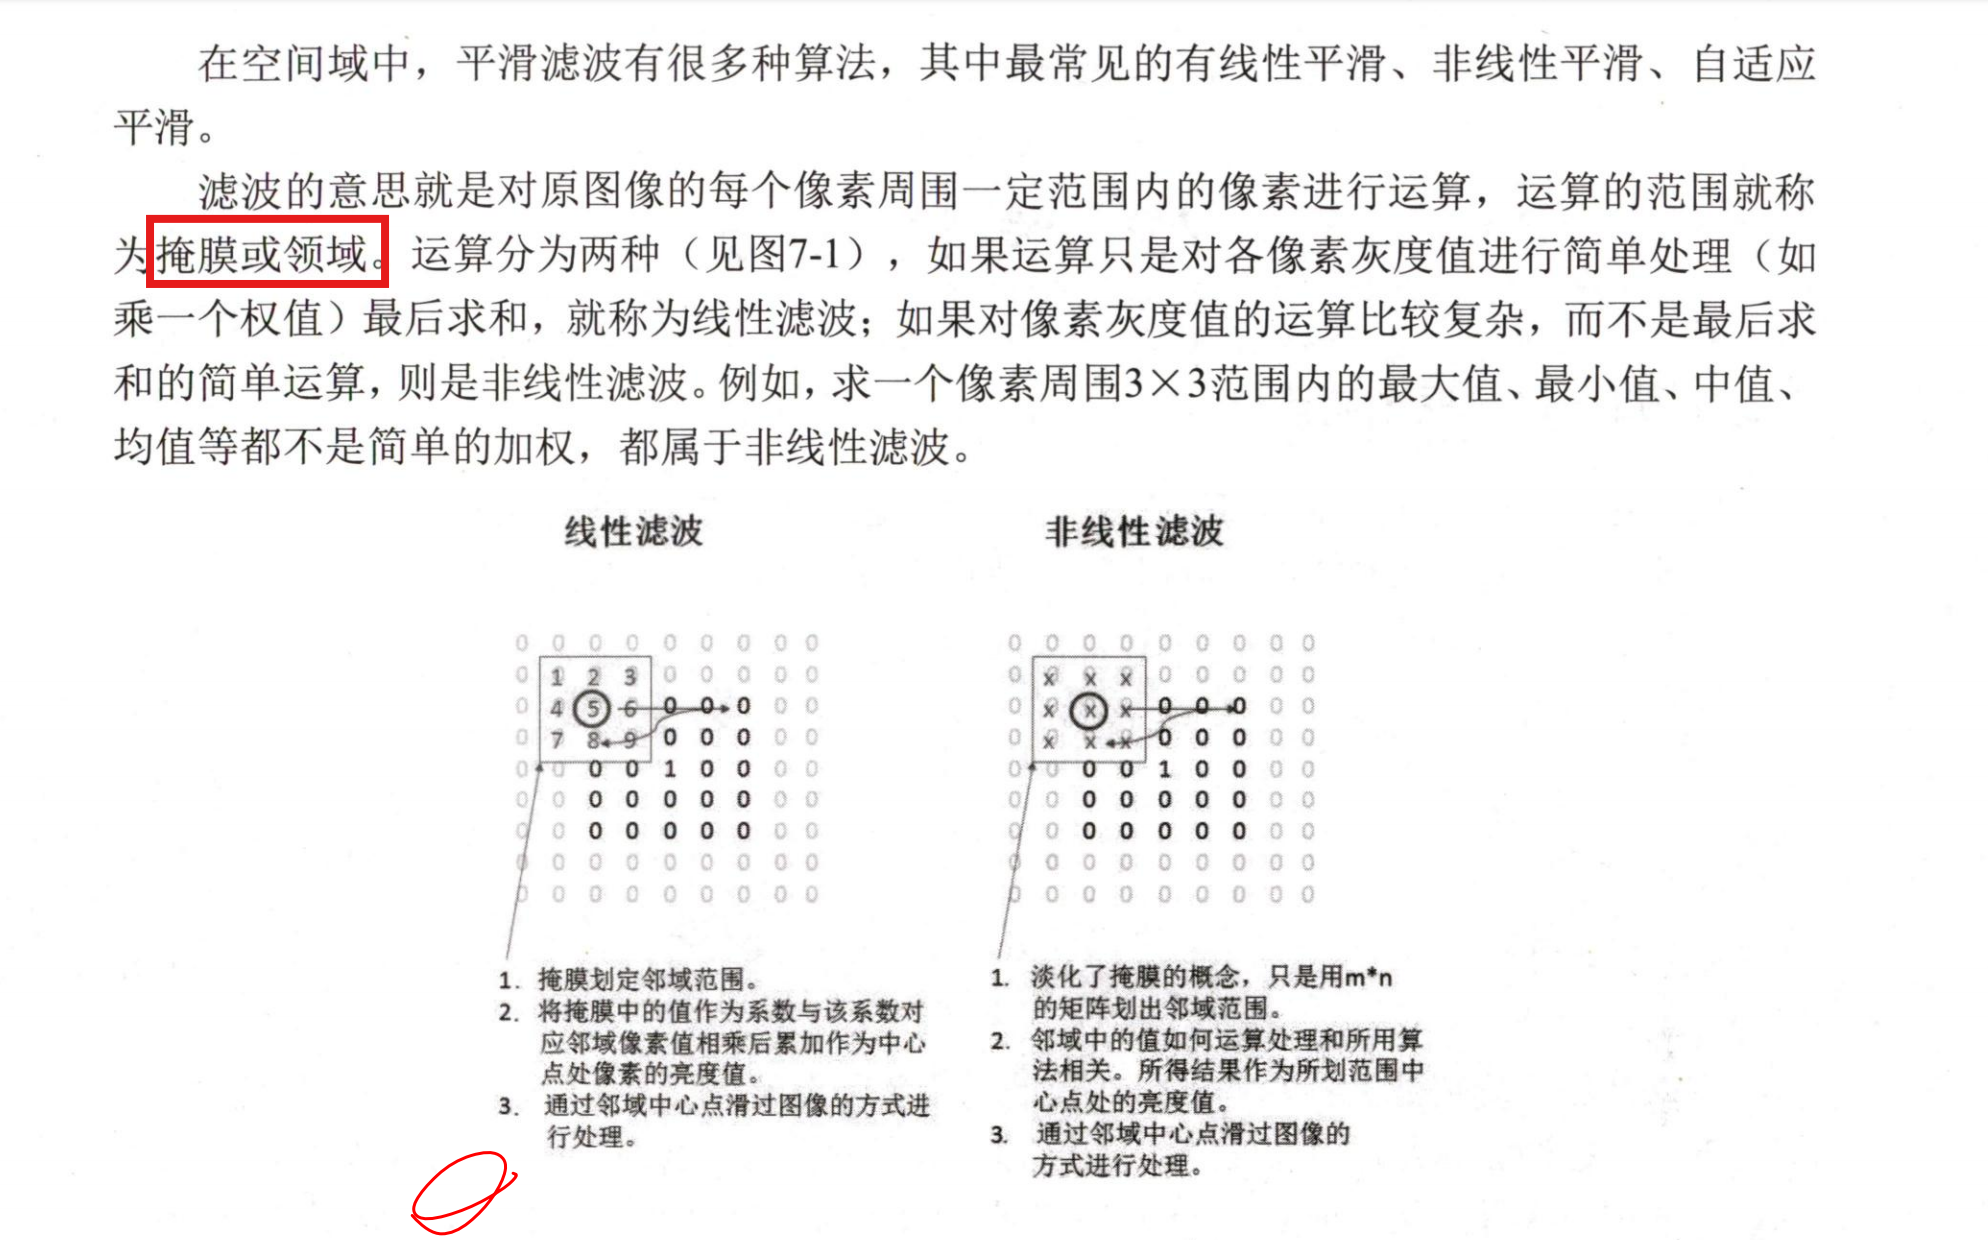 在空间域中，平滑滤波有很多种算法，其中最常见的有线性平滑、非线性平滑、自适应
平滑。
滤波的意思就是对原图像的每个像素周围一定范围内的像素进行运算，运算的范围就称
为掩膜或领域。运算分为两种（见图7-1），如果运算只是对各像素灰度值进行简单处理（如
乘一个权值）最后求和，就称为线性滤波；如果对像素灰度值的运算比较复杂，而不是最后求
和的简单运算，则是非线性滤波。例如，求一个像素周围3×3范围内的最大值、最小值、中值、
均值等都不是简单的加权，都属于非线性滤波。
线性滤波
0 0 0 0 0 0 0 0 0
0 1 2 3 0 0 0 0 0
0 4 5 6 0 0 0 0 0
0 7 8 9 0 0 0 0 0
0 0 0 0 1 0 0 0 0
0 0 0 0 0 0 0 0 0
0 0 0 0 0 0 0 0 0
0 0 0 0 0 0 0 0 0
0 0 0 0 0 0 0 0 0
1. 掩膜划定邻域范围。
2. 将掩膜中的值作为系数与该系数对
应邻域像素值相乘后累加作为中心
点处像素的亮度值。
3. 通过邻域中心点滑过图像的方式进
行处理。
非线性滤波
0 0 0 0 0 0 0 0 0
0 x x x 0 0 0 0 0
0 x x x 0 0 0 0 0
0 x x x 0 0 0 0 0
0 0 0 0 1 0 0 0 0
0 0 0 0 0 0 0 0 0
0 0 0 0 0 0 0 0 0
0 0 0 0 0 0 0 0 0
0 0 0 0 0 0 0 0 0
1. 淡化了掩膜的概念，只是用m*n
的矩阵划出邻域范围。
2. 邻域中的值如何运算处理和所用算
法相关。所得结果作为所划范围中
心点处的亮度值。
3. 通过邻域中心点滑过图像的
方式进行处理。